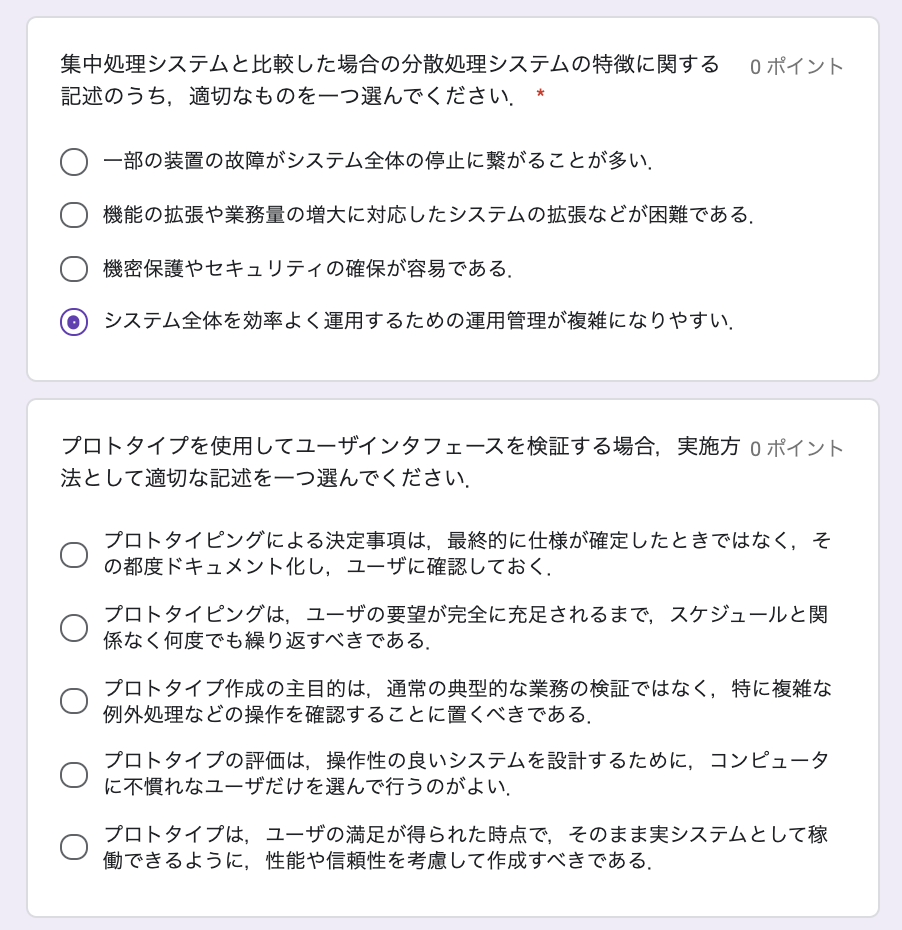 集中処理システムと比較した場合の分散処理システムの特徴に関する 0 ポイント
記述のうち，適切なものを一つ選んでください． *
一部の装置の故障がシステム全体の停止に繋がることが多い．
機能の拡張や業務量の増大に対応したシステムの拡張などが困難である．
機密保護やセキュリティの確保が容易である．
システム全体を効率よく運用するための運用管理が複雑になりやすい．
プロトタイプを使用してユーザインタフェースを検証する場合，実施方 0 ポイント
法として適切な記述を一つ選んでください．
プロトタイピングによる決定事項は，最終的に仕様が確定したときではなく，そ
の都度ドキュメント化し，ユーザに確認しておく．
プロトタイピングは，ユーザの要望が完全に充足されるまで，スケジュールと関
係なく何度でも繰り返すべきである．
プロトタイプ作成の主目的は，通常の典型的な業務の検証ではなく，特に複雑な
例外処理などの操作を確認することに置くべきである．
プロトタイプの評価は，操作性の良いシステムを設計するために，コンピュータ
に不慣れなユーザだけを選んで行うのがよい．
プロトタイプは，ユーザの満足が得られた時点で，そのまま実システムとして稼
働できるように，性能や信頼性を考慮して作成すべきである．